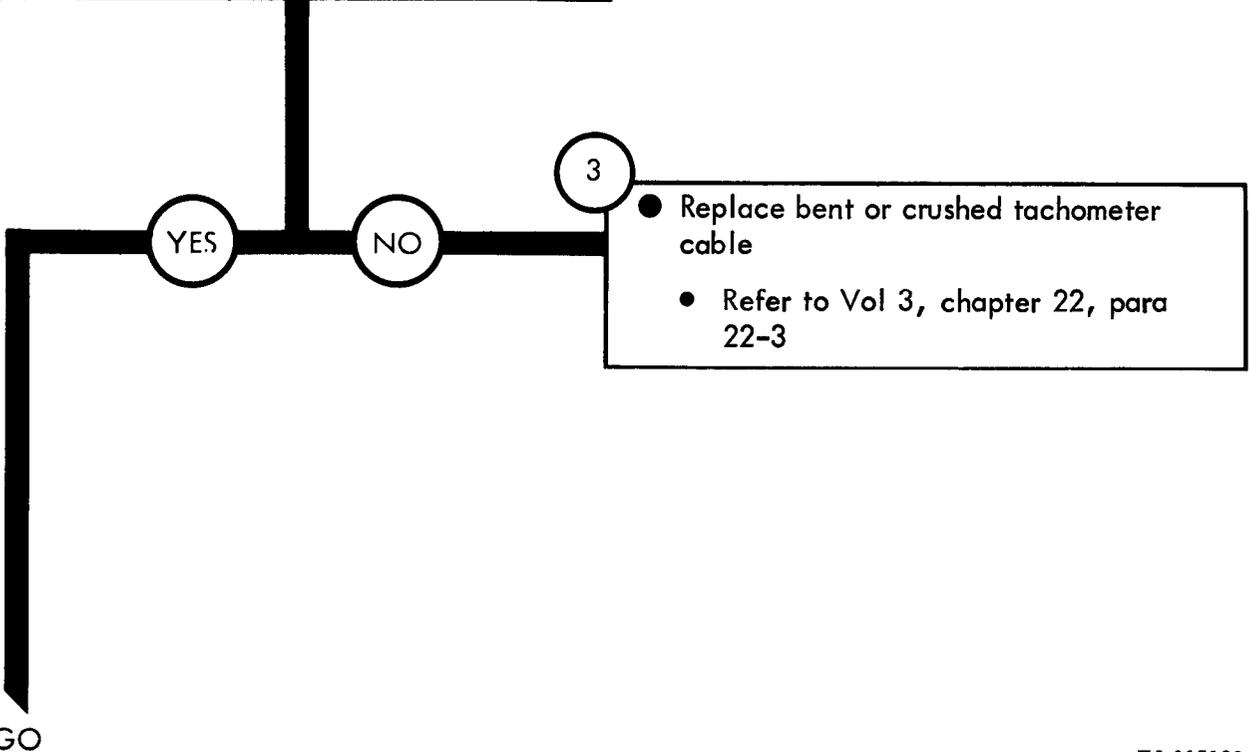 3
YES
NO
● Replace bent or crushed tachometer
cable
● Refer to Vol 3, chapter 22, para
22-3
GO